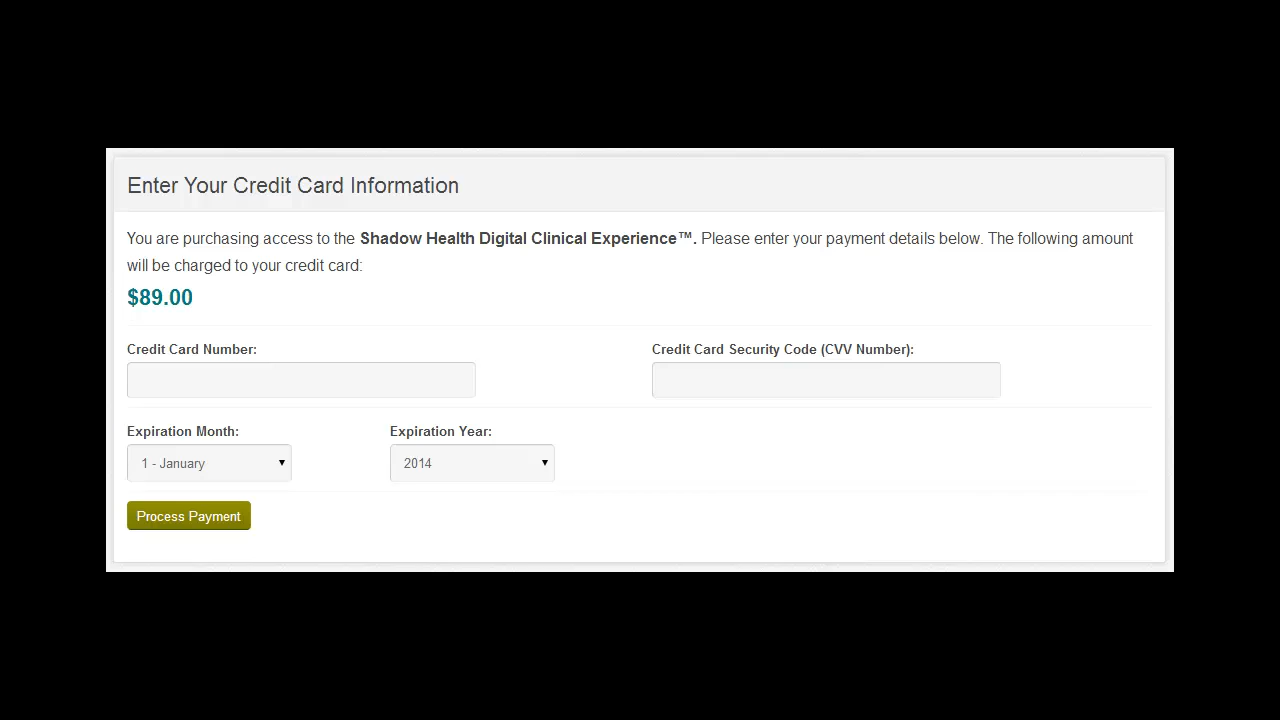 Enter Your Credit Card Information
You are purchasing access to the Shadow Health Digital Clinical Experience™. Please enter your payment details below. The following amount
will be charged to your credit card:
$89.00
Credit Card Number:
Credit Card Security Code (CVV Number):
Expiration Month:
Expiration Year:
1 - January
2014
Process Payment